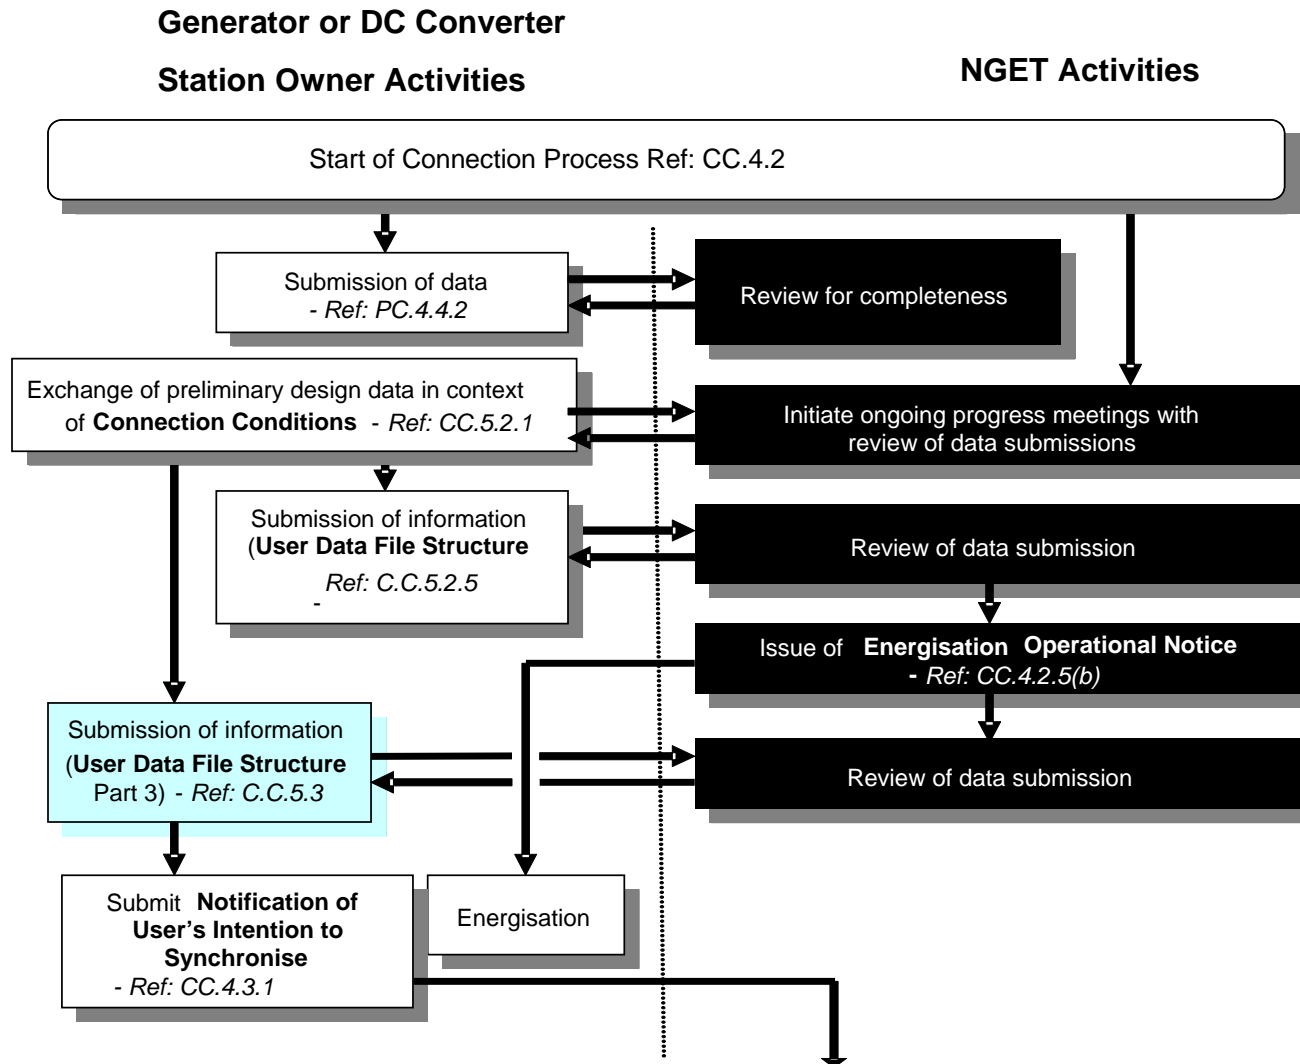 Generator or DC Converter
Station Owner Activities
NGET Activities
Start of Connection Process Ref: CC.4.2
Submission of data
- Ref: PC.4.4.2
Review for completeness
Exchange of preliminary design data in context
of Connection Conditions - Ref: CC.5.2.1
Initiate ongoing progress meetings with
review of data submissions
Submission of information
(User Data File Structure
Ref: C.C.5.2.5
-
Review of data submission
Issue of Energisation Operational Notice
- Ref: CC.4.2.5(b)
Submission of information
(User Data File Structure
Part 3) - Ref: C.C.5.3
Review of data submission
Submit Notification of
User's Intention to
Synchronise
- Ref: CC.4.3.1
Energisation